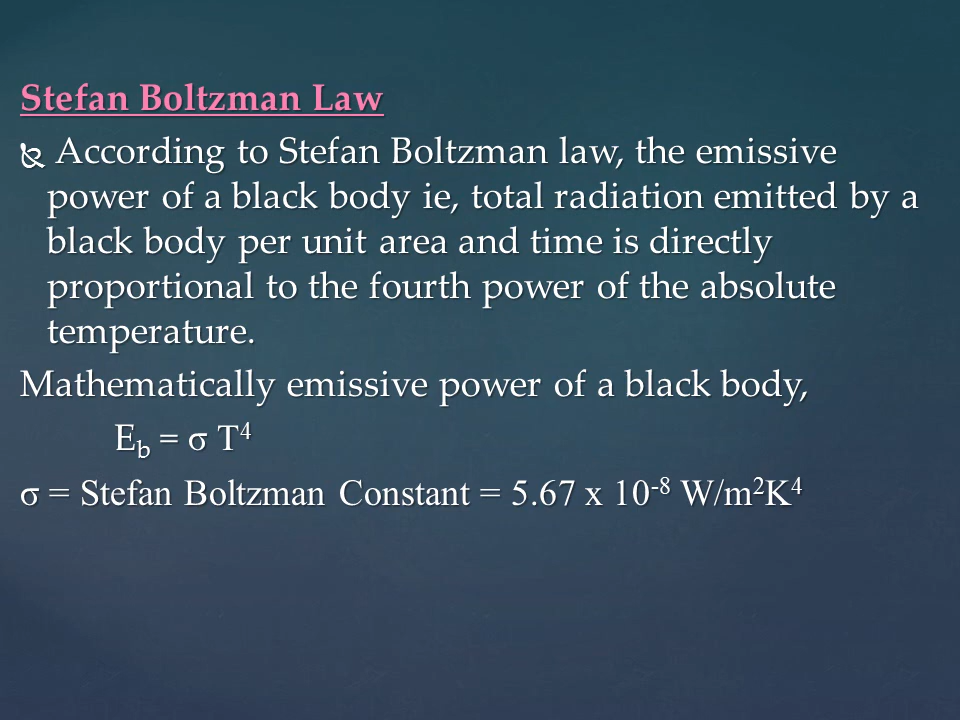 Stefan Boltzman Law
According to Stefan Boltzman law, the emissive
power of a black body ie, total radiation emitted by a
black body per unit area and time is directly
proportional to the fourth power of the absolute
temperature.
Mathematically emissive power of a black body,
E_b = σ T⁴
σ = Stefan Boltzman Constant = 5.67 x 10⁻⁸ W/m²K⁴